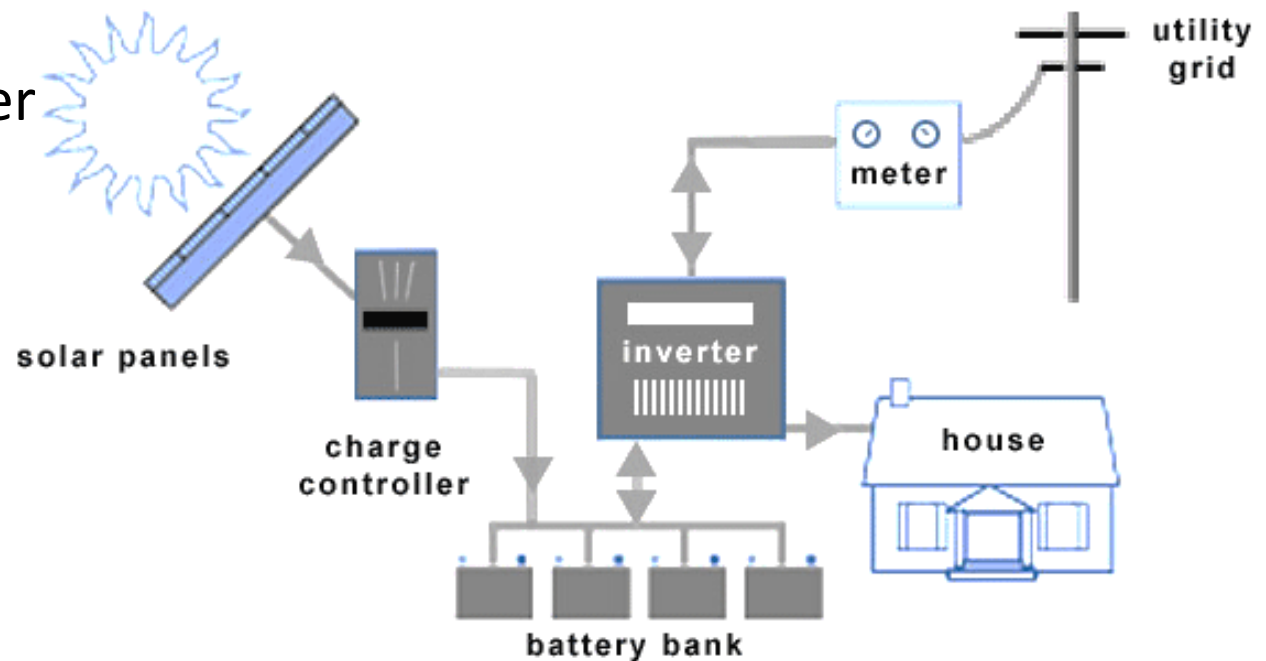 er
utility
grid
meter
solar panels
inverter
charge
controller
house
battery bank